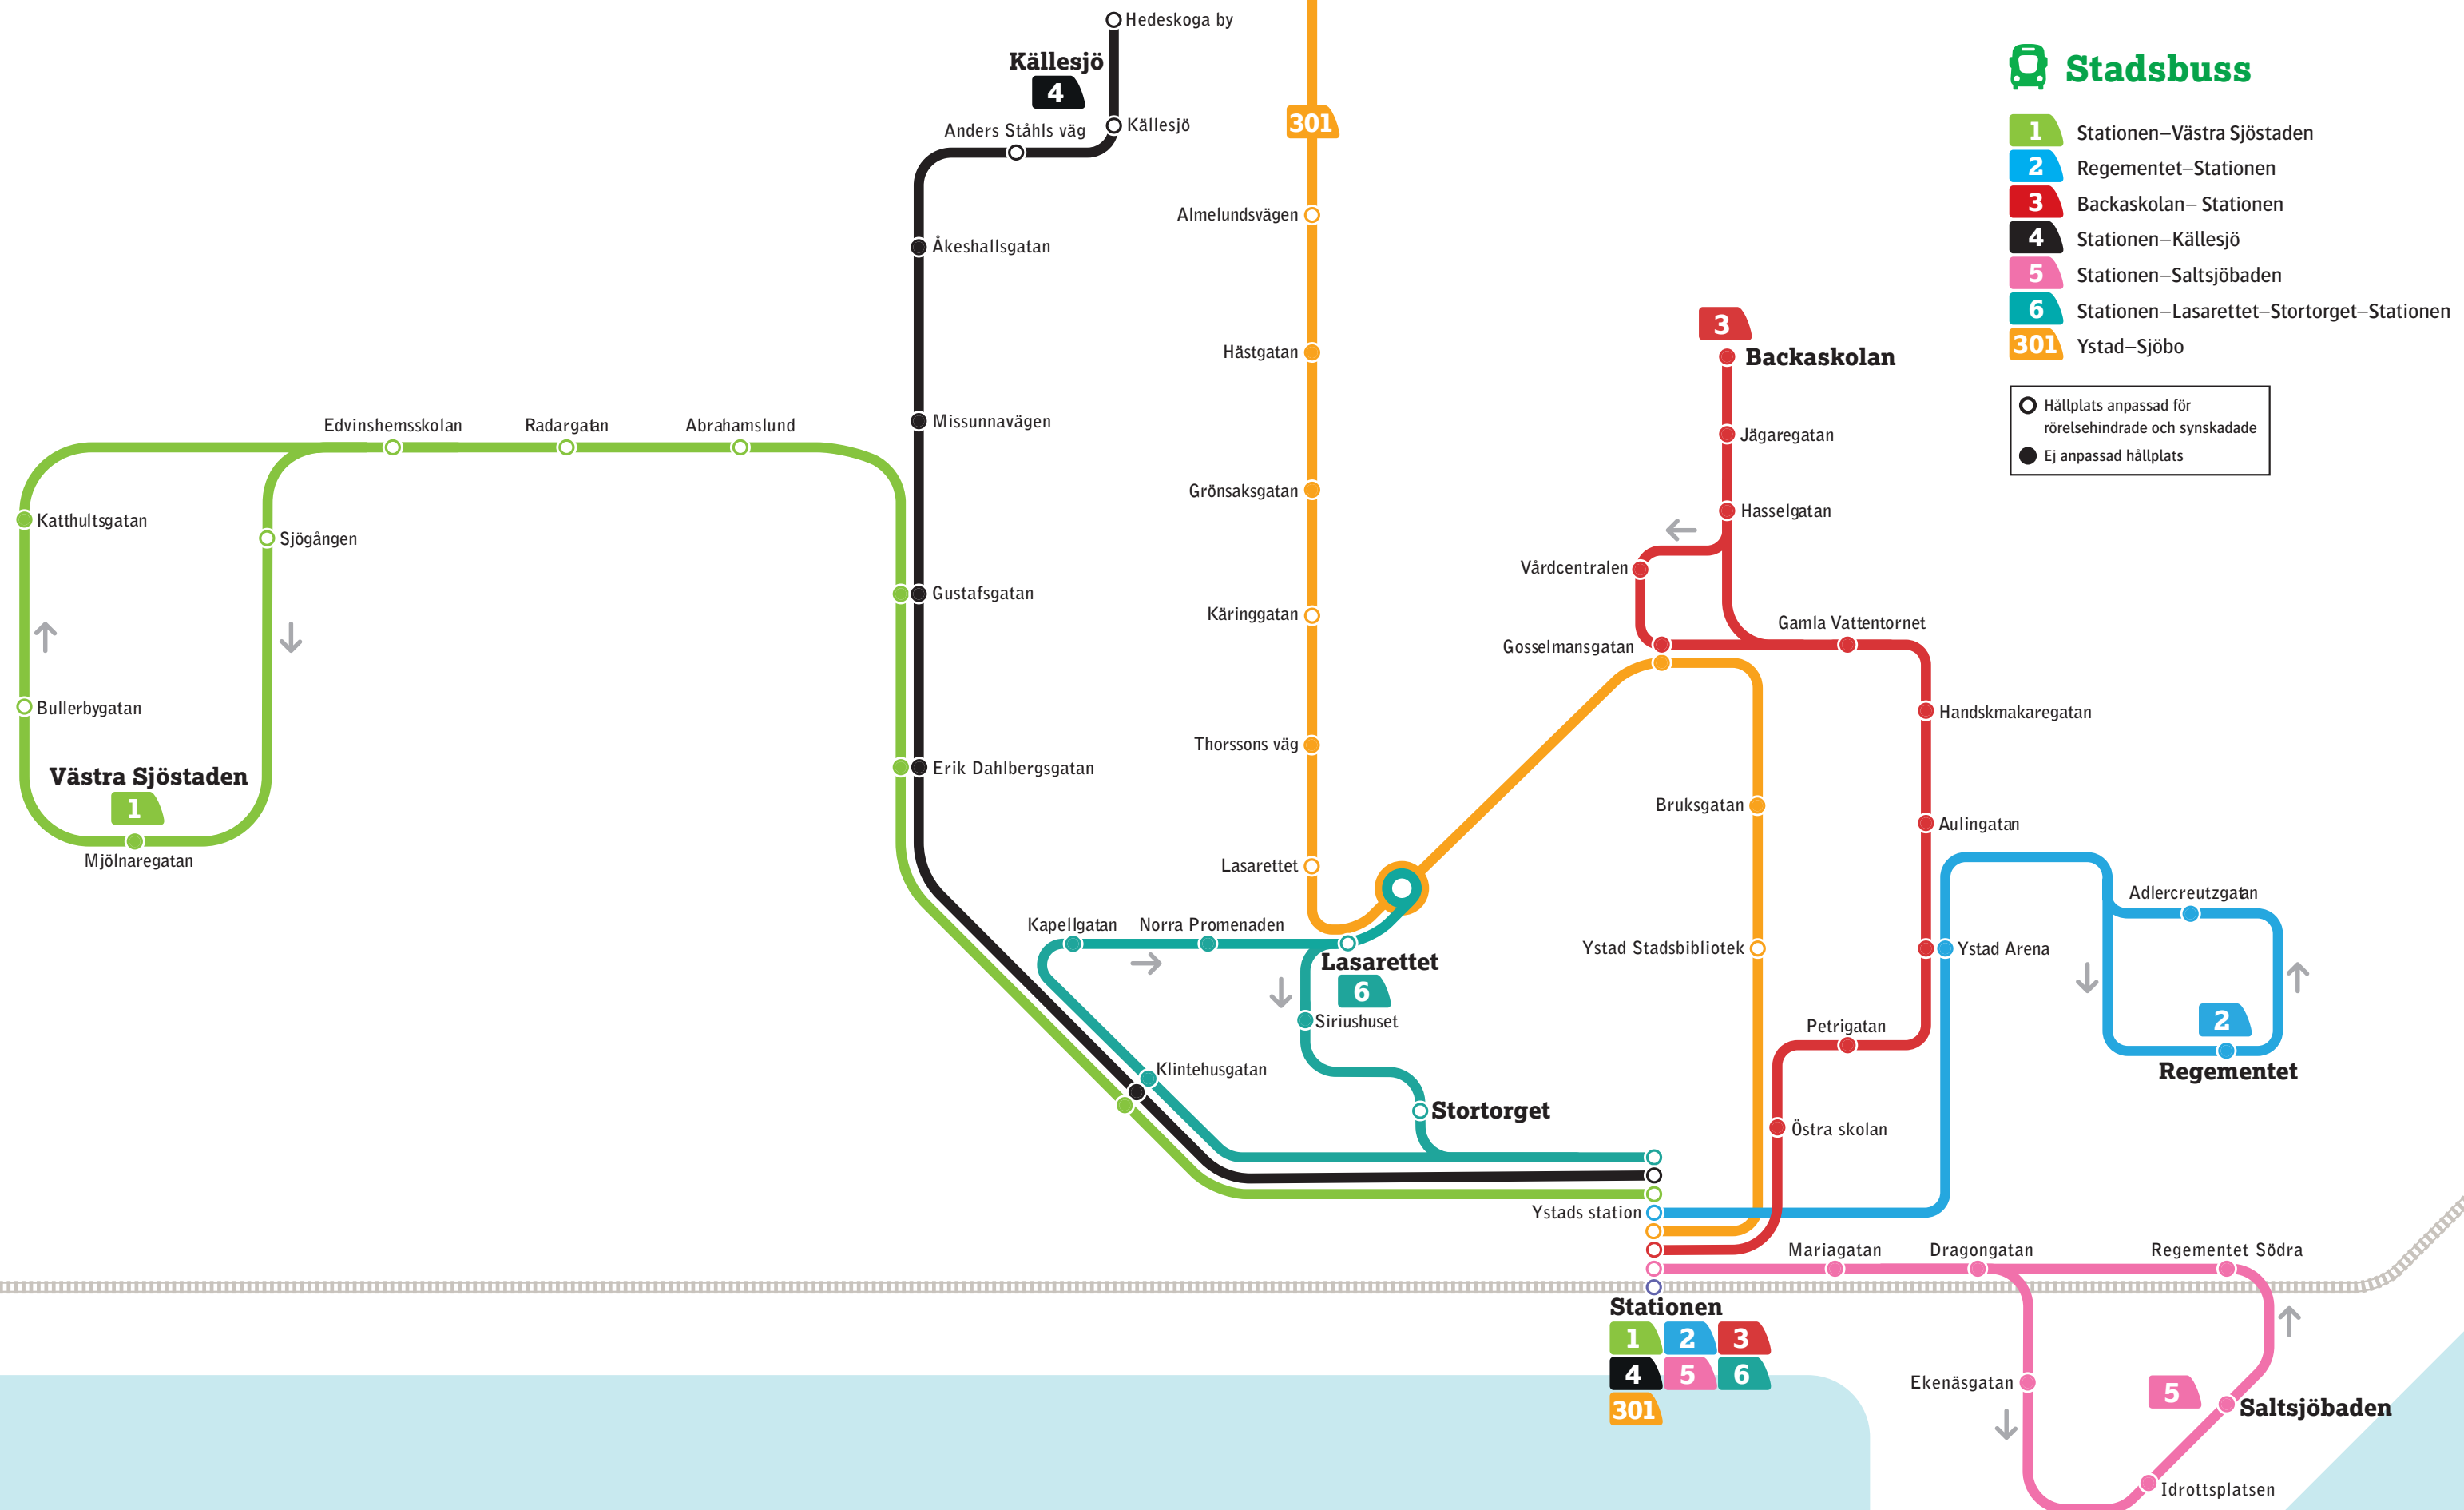 Hedeskoga by
Källesjö
4
Källesjö
Anders Ståhls väg
301
Åkeshallsgatan
Almelundsvägen
Missunnavägen
Hästgatan
Grönsaksgatan
Edvinshemsskolan
Radargatan
Abrahamslund
Katthultsgatan
Sjögången
Gustafsgatan
Käringgatan
Bullerbygatan
Thorssons väg
Västra Sjöstaden
1
Mjölnaregatan
Erik Dahlbergsgatan
Lasarettet
Kapellgatan
Norra Promenaden
Lasarettet
6
Siriushuset
Klintehusgatan
Stortorget
3
Backaskolan
Jägaregatan
Hasselgatan
Vårdcentralen
Gosselmansgatan
Gamla Vattentornet
Handskmakaregatan
Bruksgatan
Aulingatan
Ystad Stadsbibliotek
Ystad Arena
Adlercreutzgatan
2
Regementet
Petrigatan
Östra skolan
Ystads station
Mariagatan
Dragongatan
Regementet Södra
Stationen
1 2 3
4 5 6
301
Ekenäsgatan
5
Saltsjöbaden
Idrottsplatsen
Stadsbuss
1 Stationen–Västra Sjöstaden
2 Regementet–Stationen
3 Backaskolan– Stationen
4 Stationen–Källesjö
5 Stationen–Saltsjöbaden
6 Stationen–Lasarettet–Stortorget–Stationen
301 Ystad–Sjöbo
Hållplats anpassad för
rörelsehindrade och synskadade
Ej anpassad hållplats